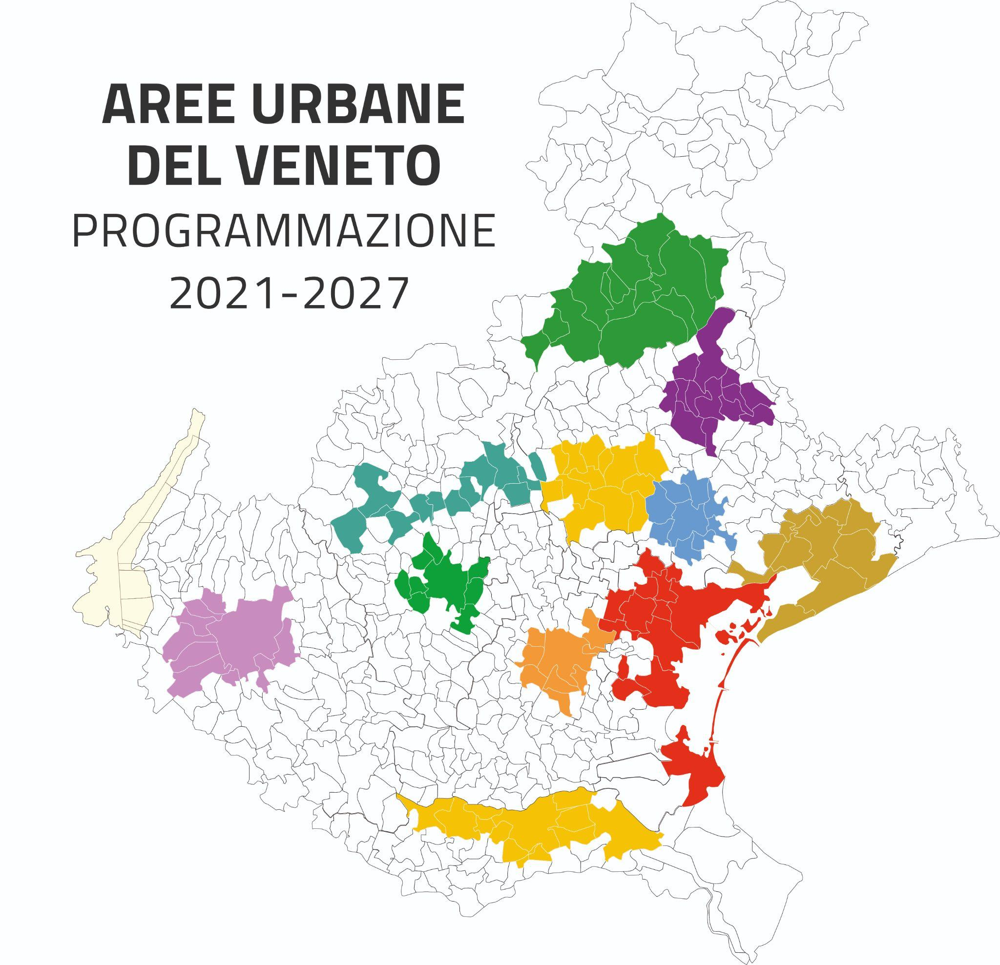 AREE URBANE
DEL VENETO
PROGRAMMAZIONE
2021-2027